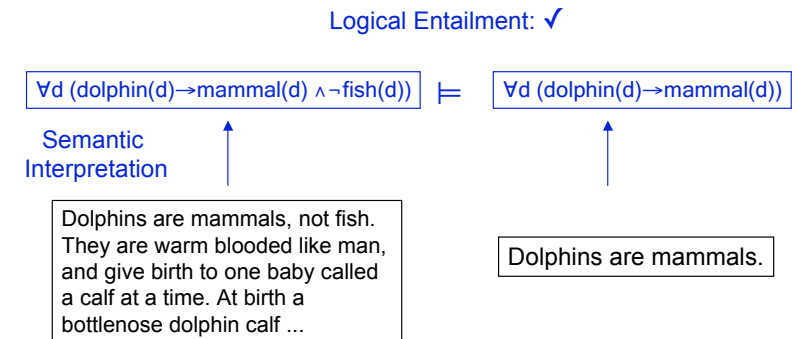 Logical Entailment: ✓
∀d (dolphin(d)→mammal(d) ∧¬fish(d)) ⊨ ∀d (dolphin(d)→mammal(d))
Semantic
Interpretation
Dolphins are mammals, not fish.
They are warm blooded like man,
and give birth to one baby called
a calf at a time. At birth a
bottlenose dolphin calf ...
Dolphins are mammals.